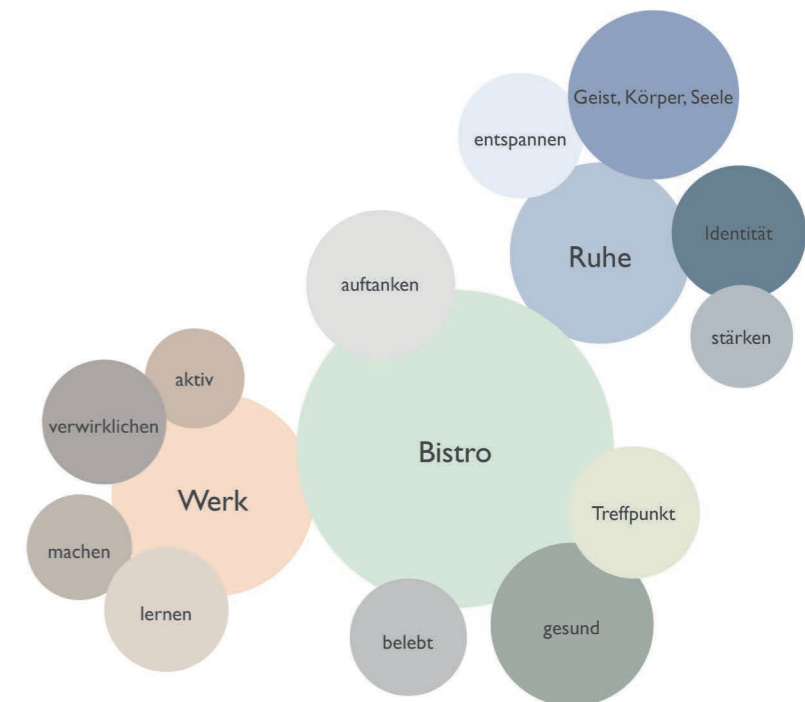 Geist, Körper, Seele
entspannen
Identität
Ruhe
auftanken
stärken
aktiv
verwirklichen
Bistro
Werk
Treffpunkt
machen
lernen
gesund
belebt